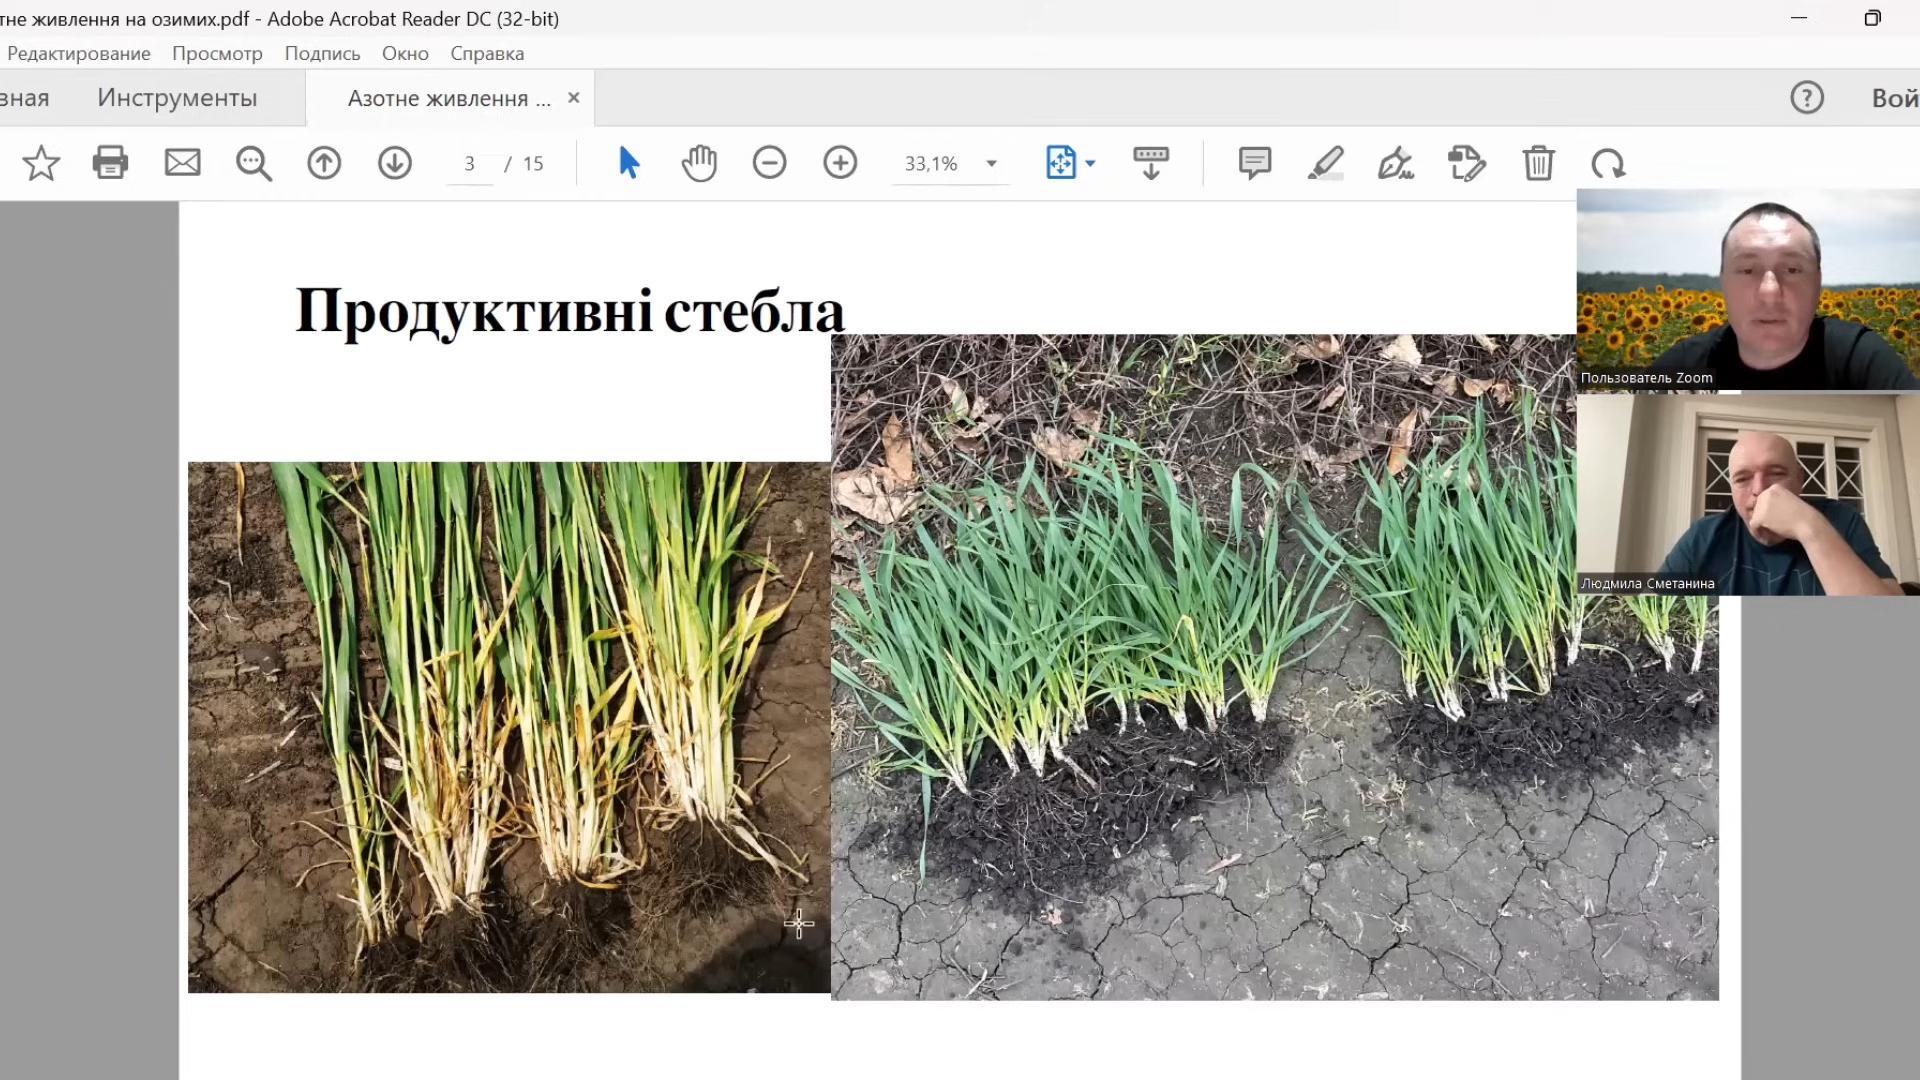 тне живлення на озимих.pdf - Adobe Acrobat Reader DC (32-bit)
Редактирование Просмотр Подпись Окно Справка
вная Инструменты Азотне живлення ... ×
? Вой
3 / 15 33,1%
Продуктивні стебла
Пользователь Zoom
Людмила Сметанина